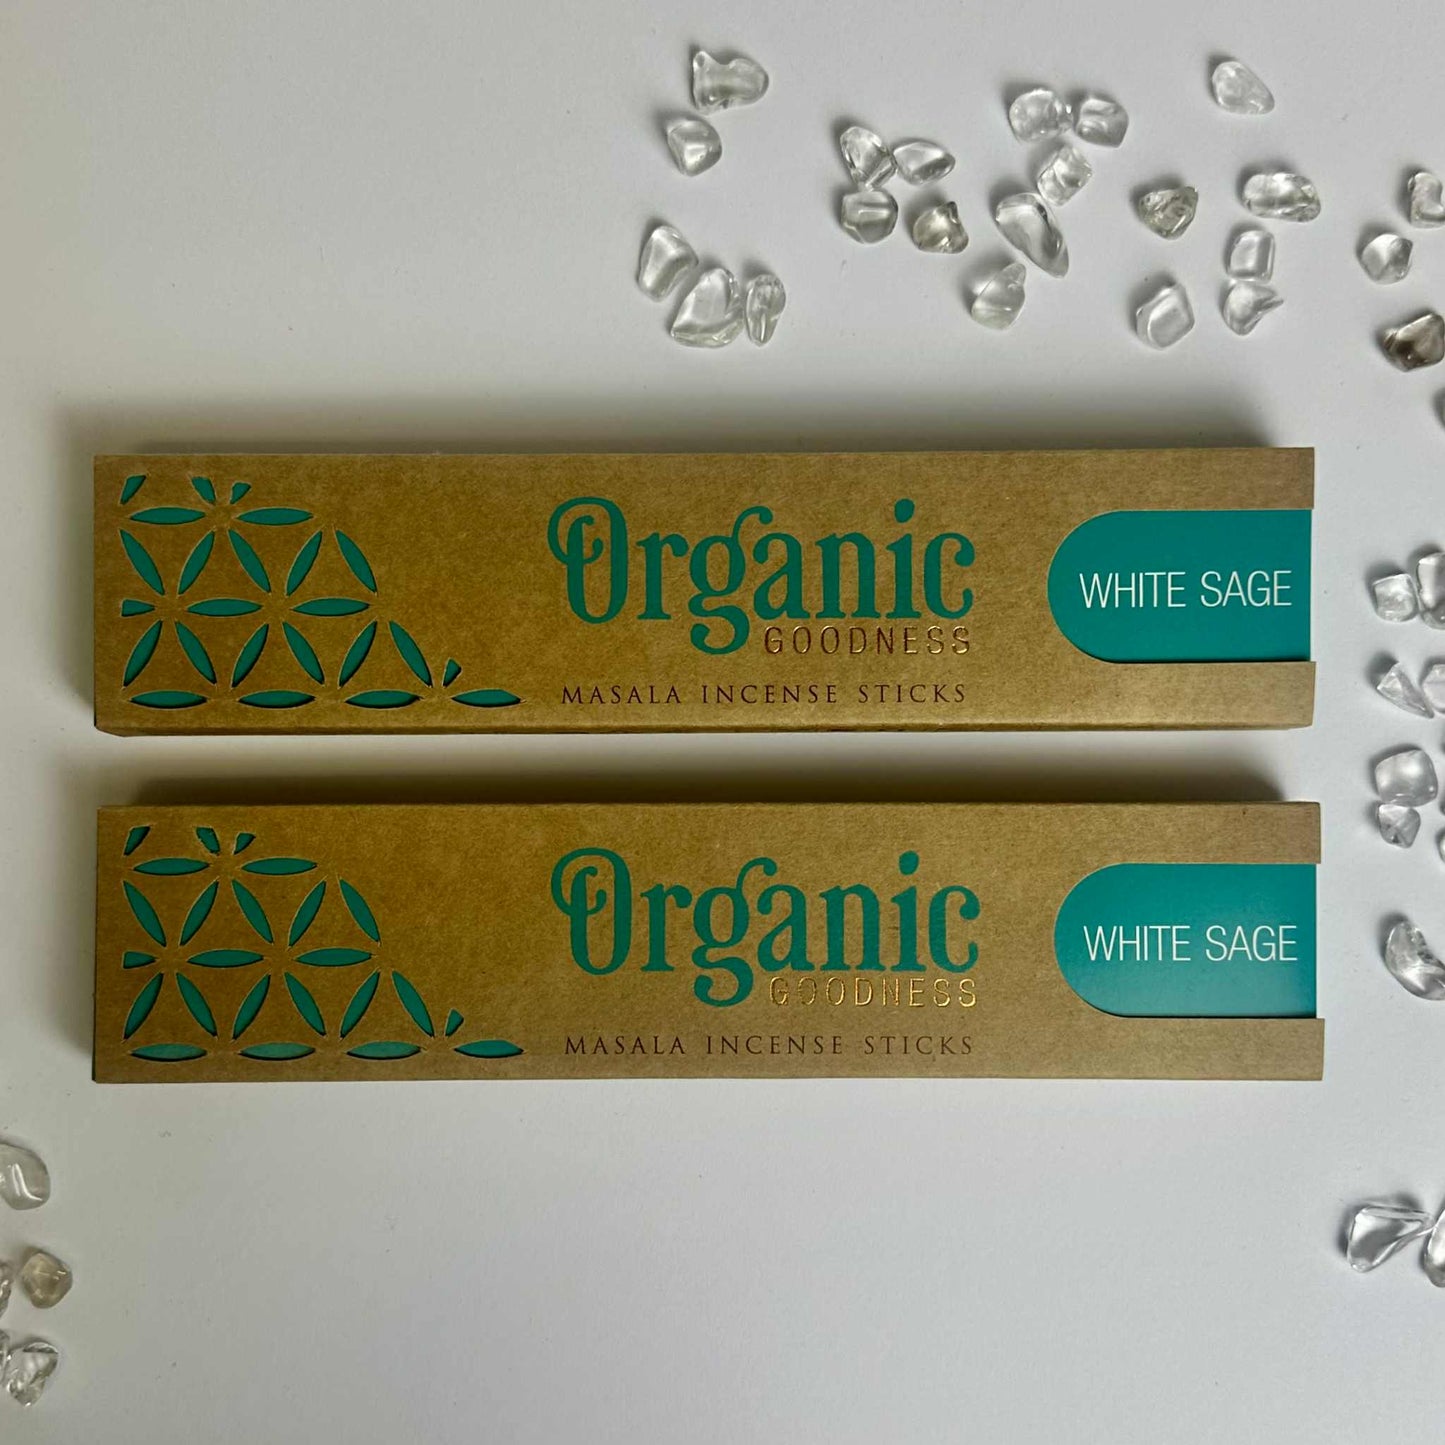 Organic
GOODNESS
MASALA INCENSE STICKS
WHITE SAGE
Organic
GOODNESS
MASALA INCENSE STICKS
WHITE SAGE